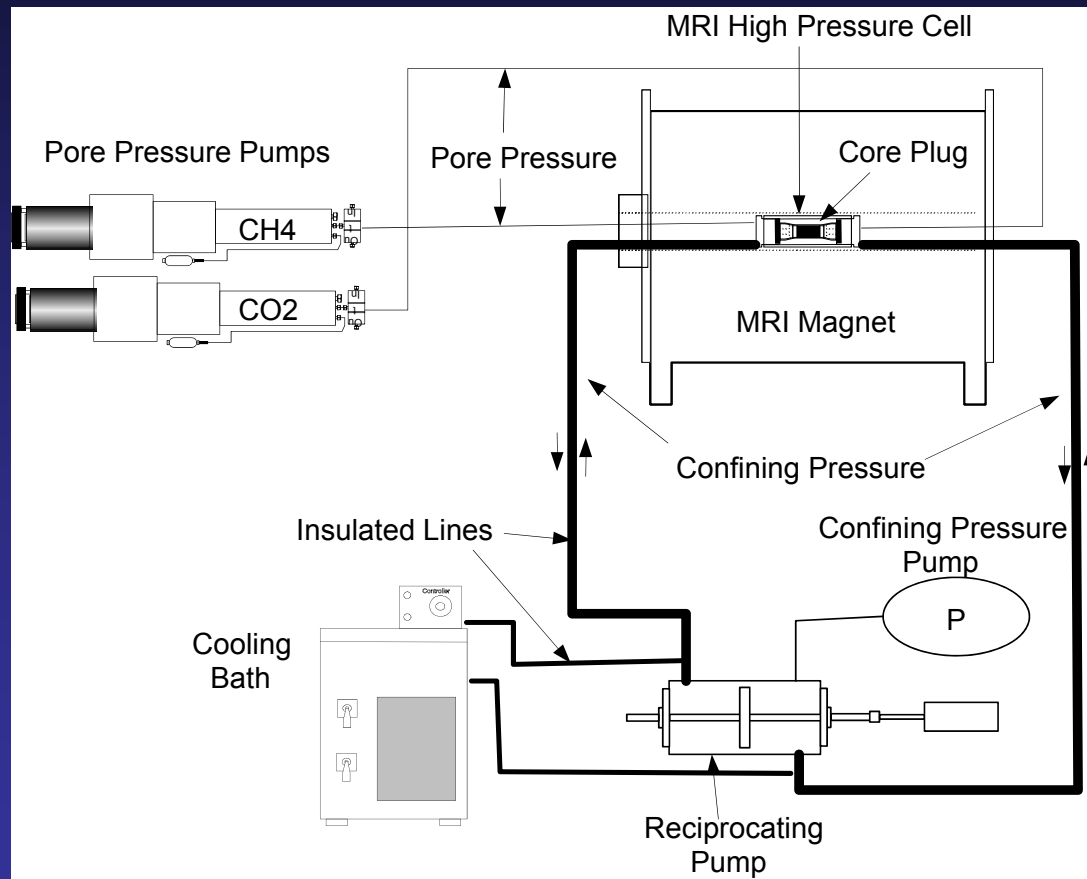 MRI High Pressure Cell
Pore Pressure Pumps
Pore Pressure
Core Plug
CH4
CO2
MRI Magnet
Confining Pressure
Insulated Lines
Confining Pressure
Pump
P
Controller
Cooling
Bath
Reciprocating
Pump